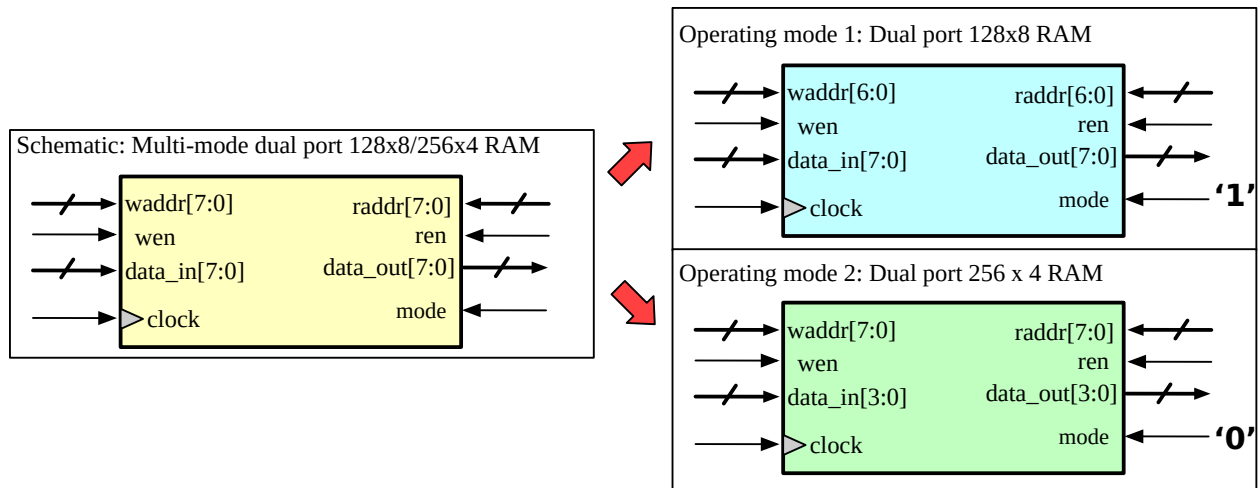 Schematic: Multi-mode dual port 128x8/256x4 RAM
waddr[7:0] raddr[7:0]
wen ren
data_in[7:0] data_out[7:0]
clock mode
Operating mode 1: Dual port 128x8 RAM
waddr[6:0] raddr[6:0]
wen ren
data_in[7:0] data_out[7:0]
clock mode ‘1’
Operating mode 2: Dual port 256 x 4 RAM
waddr[7:0] raddr[7:0]
wen ren
data_in[3:0] data_out[3:0]
clock mode ‘0’